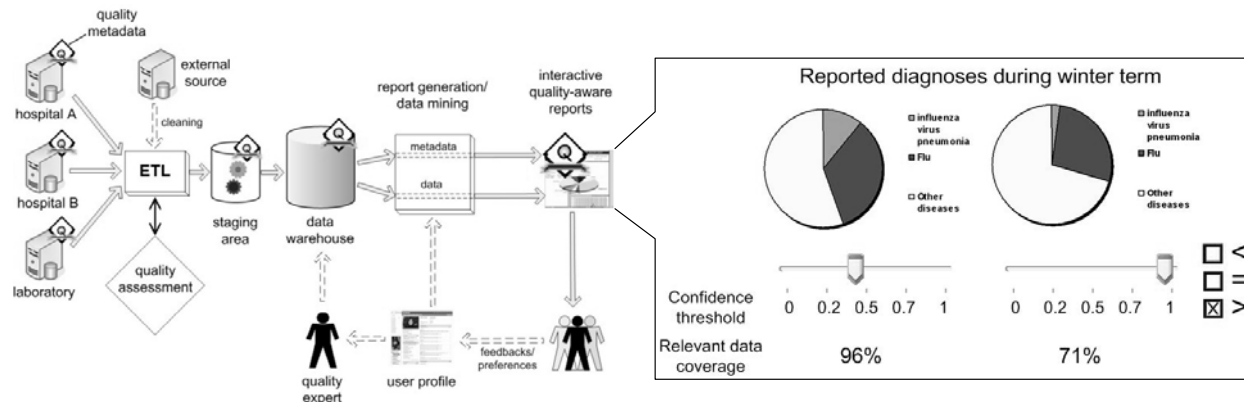 quality
metadata
Q
hospital A
external
source
cleaning
Q
hospital B
ETL
Q
laboratory
quality
assessment
Q
staging
area
Q
data
warehouse
report generation/
data mining
metadata
data
interactive
quality-aware
reports
Q
quality
expert
user profile
feedbacks/
preferences
Reported diagnoses during winter term
influenza
virus
pneumonia
Flu
Other
diseases
influenza
virus
pneumonia
Flu
Other
diseases
Confidence
threshold
0 0.2 0.5 0.7 1
0 0.2 0.5 0.7 1
<
=
X >
Relevant data
coverage
96%
71%